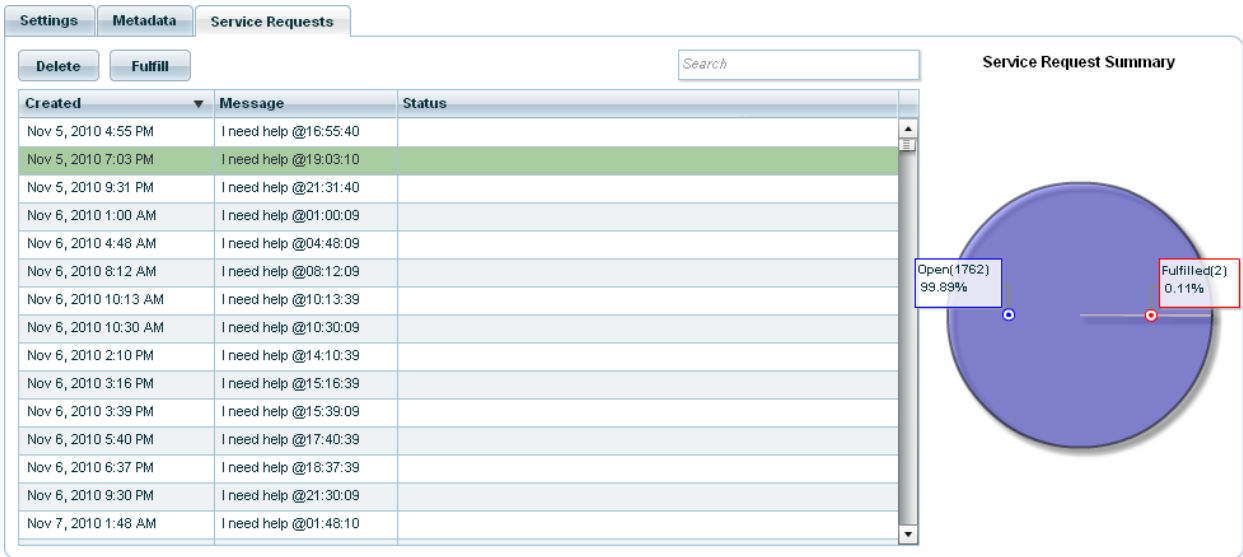 Settings Metadata Service Requests
Delete Fulfill Search Service Request Summary
Created Message Status
Nov 5, 2010 4:55 PM I need help @16:55:40
Nov 5, 2010 7:03 PM I need help @19:03:10
Nov 5, 2010 9:31 PM I need help @21:31:40
Nov 6, 2010 1:00 AM I need help @01:00:09
Nov 6, 2010 4:48 AM I need help @04:48:09
Nov 6, 2010 8:12 AM I need help @08:12:09
Nov 6, 2010 10:13 AM I need help @10:13:39
Nov 6, 2010 10:30 AM I need help @10:30:09
Nov 6, 2010 2:10 PM I need help @14:10:39
Nov 6, 2010 3:16 PM I need help @15:16:39
Nov 6, 2010 3:39 PM I need help @15:39:09
Nov 6, 2010 5:40 PM I need help @17:40:39
Nov 6, 2010 6:37 PM I need help @18:37:39
Nov 6, 2010 9:30 PM I need help @21:30:09
Nov 7, 2010 1:48 AM I need help @01:48:10
Open(1762)
99.89%
Fulfilled(2)
0.11%